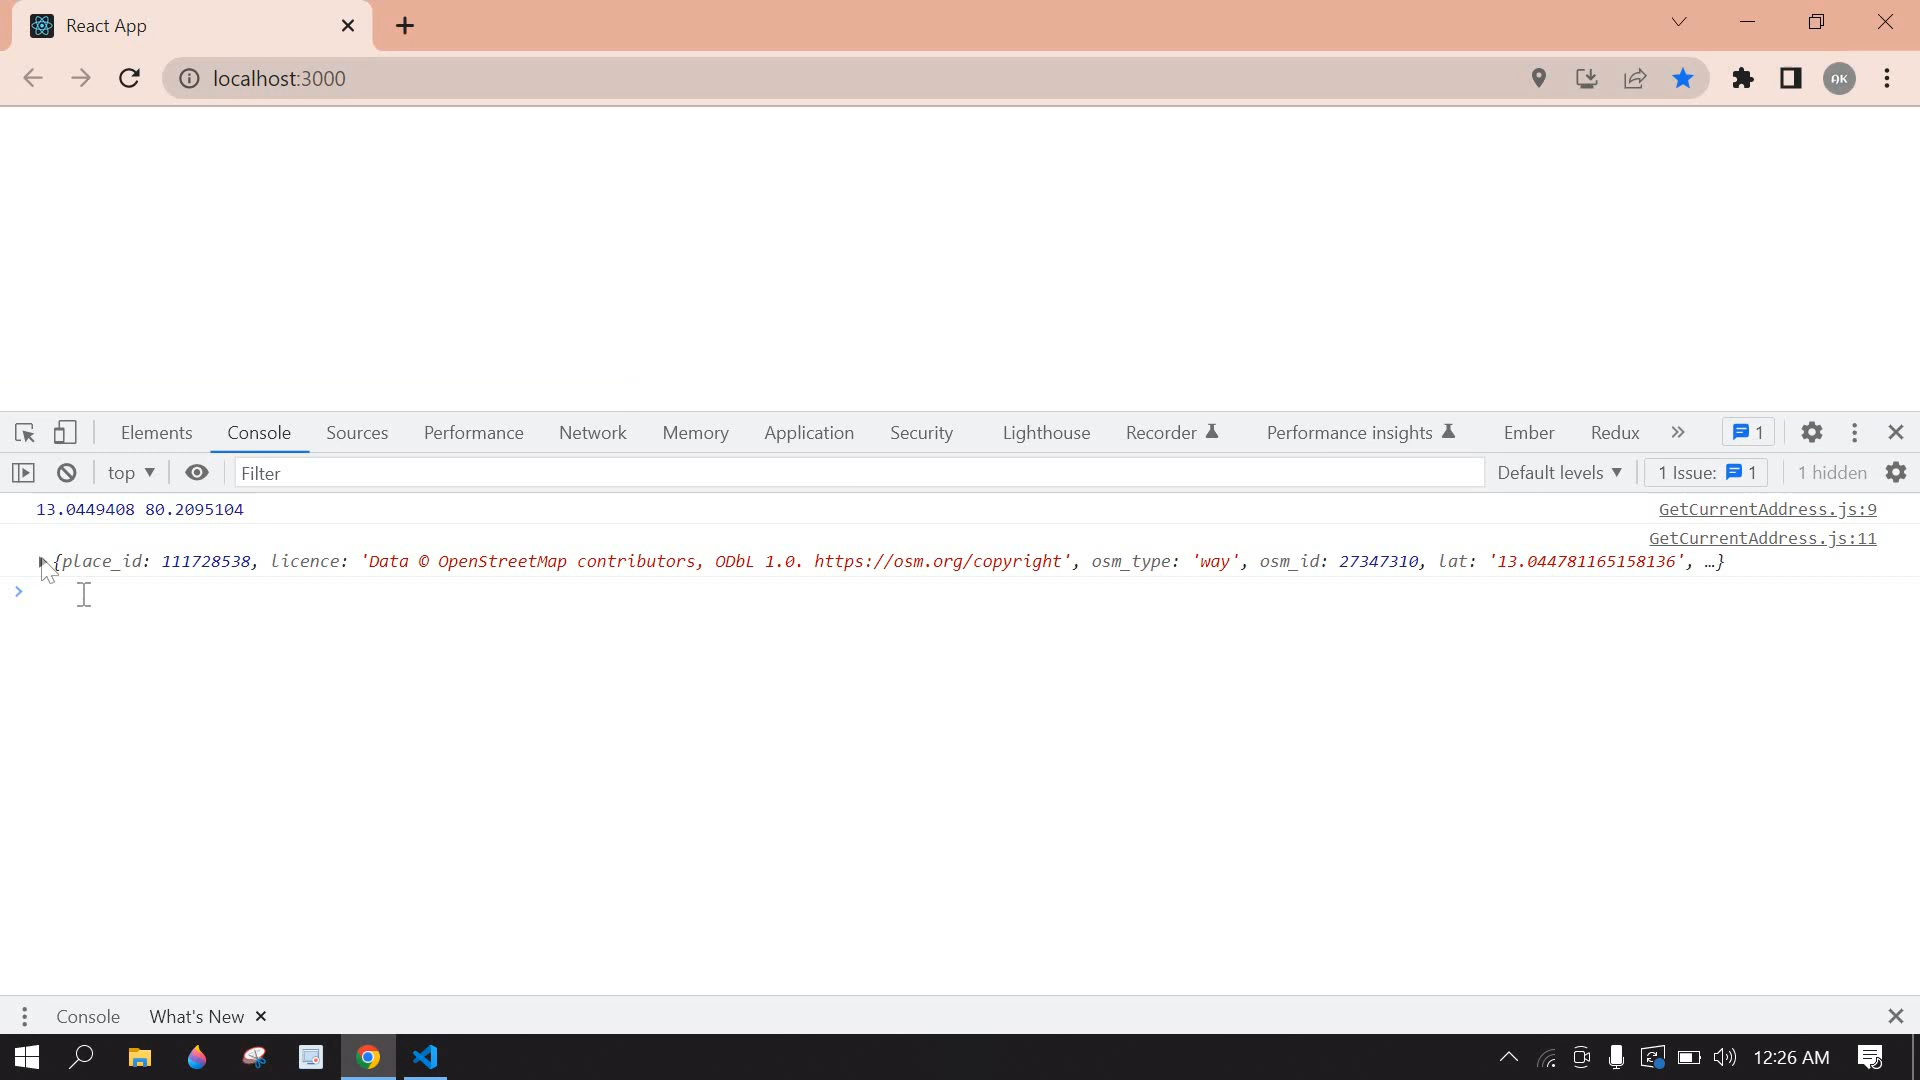 React App
localhost:3000
AK
Elements Console Sources Performance Network Memory Application Security Lighthouse Recorder Performance insights Ember Redux » 1
top Filter Default levels 1 Issue: 1 1 hidden
13.0449408 80.2095104 GetCurrentAddress.js:9
GetCurrentAddress.js:11
{place_id: 111728538, licence: 'Data © OpenStreetMap contributors, ODbL 1.0. https://osm.org/copyright', osm_type: 'way', osm_id: 27347310, lat: '13.044781165158136', …}
Console What's New
12:26 AM